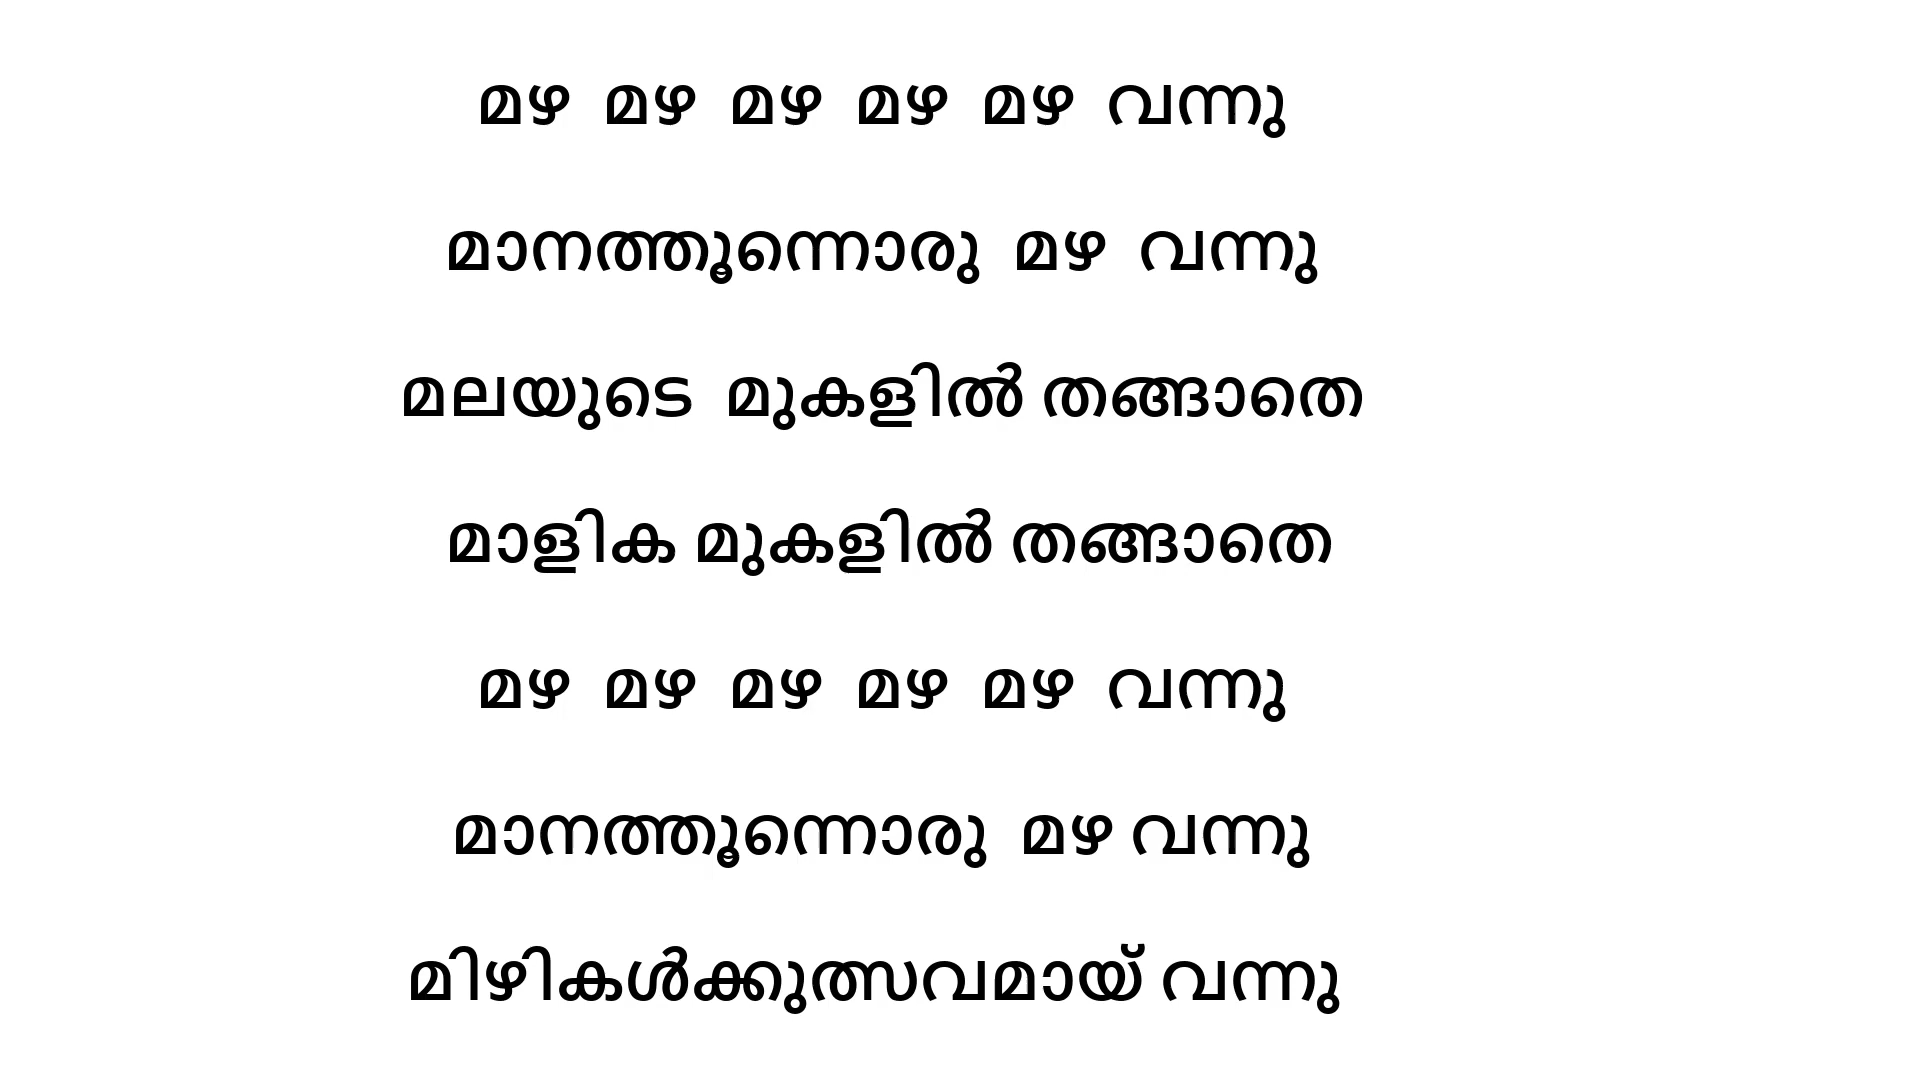 മഴ മഴ മഴ മഴ മഴ വന്നു
മാനത്തൂന്നൊരു മഴ വന്നു
മലയുടെ മുകളിൽ തങ്ങാതെ
മാളിക മുകളിൽ തങ്ങാതെ
മഴ മഴ മഴ മഴ മഴ വന്നു
മാനത്തൂന്നൊരു മഴ വന്നു
മിഴികൾക്കുത്സവമായ് വന്നു